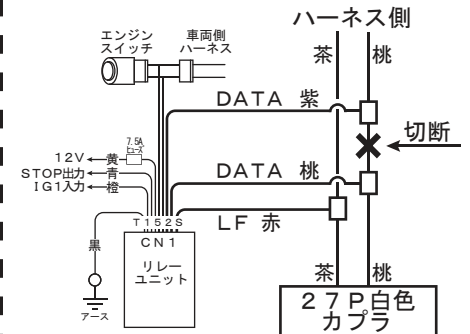 ハーネス側
エンジン
スイッチ
車両側
ハーネス
茶
桃
DATA 紫
切断
7.5A
ヒューズ
12V
黄
STOP出力
青
IG1入力
橙
DATA 桃
LF 赤
T152S
CN1
黒
リレー
ユニット
アース
茶
桃
27P白色
カプラ